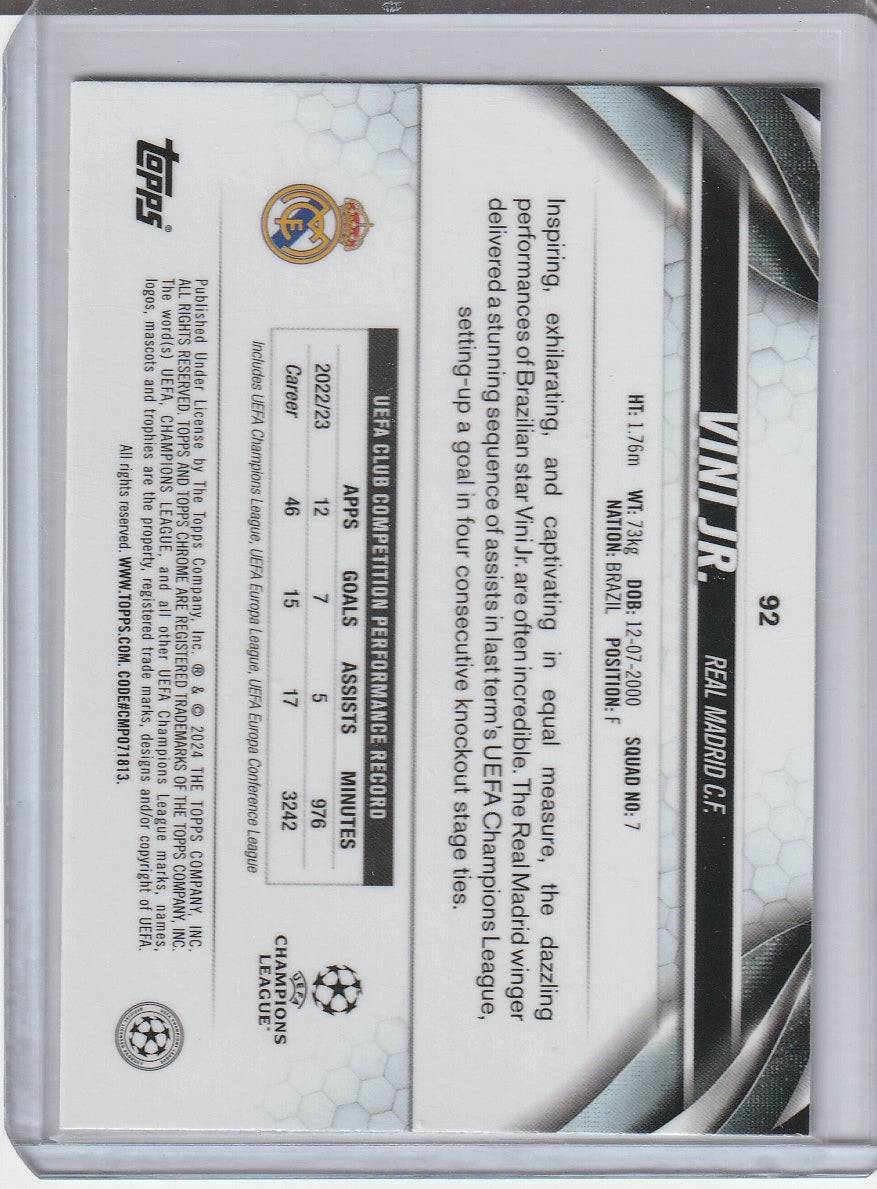 92
VINI JR. REAL MADRID C.F.
HT: 1.76m WT: 73kg DOB: 12-07-2000 SQUAD NO: 7
NATION: BRAZIL POSITION: F
Inspiring, exhilarating, and captivating in equal measure, the dazzling
performances of Brazilian star Vini Jr. are often incredible. The Real Madrid winger
delivered a stunning sequence of assists in last term's UEFA Champions League,
setting-up a goal in four consecutive knockout stage ties.
UEFA CLUB COMPETITION PERFORMANCE RECORD
APPS GOALS ASSISTS MINUTES
2022/23 12 7 5 976
Career 46 15 17 3242
Includes UEFA Champions League, UEFA Europa League, UEFA Europa Conference League
UEFA
CHAMPIONS
LEAGUE®
topps®
Published Under License by The Topps Company, Inc. ® & © 2024 THE TOPPS COMPANY, INC.
ALL RIGHTS RESERVED. TOPPS AND TOPPS CHROME ARE REGISTERED TRADEMARKS OF THE TOPPS COMPANY, INC.
The word(s) UEFA, CHAMPIONS LEAGUE, and all other UEFA Champions League marks, names,
logos, mascots and trophies are the property, registered trade marks, designs and/or copyright of UEFA.
All rights reserved. WWW.TOPPS.COM. CODE#CMP071813.